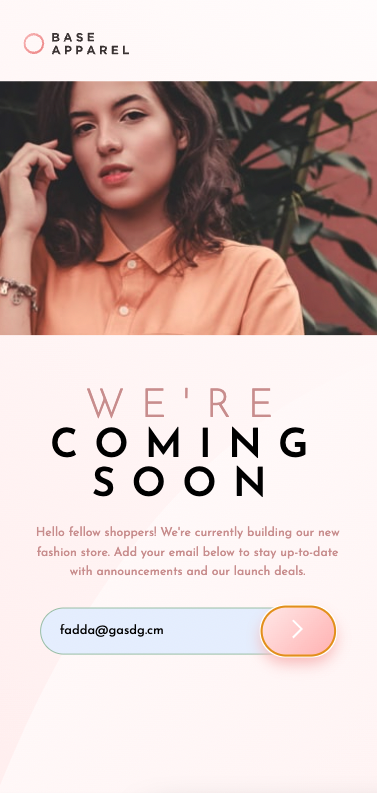 BASE
APPAREL
WE'RE
COMING
SOON
Hello fellow shoppers! We're currently building our new
fashion store. Add your email below to stay up-to-date
with announcements and our launch deals.
fadda@gasdg.cm